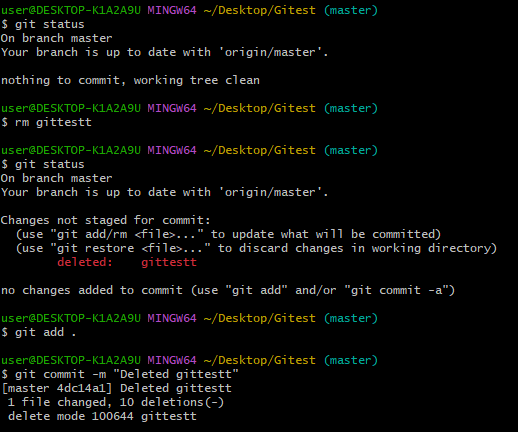 user@DESKTOP-K1A2A9U MINGW64 ~/Desktop/Gitest (master)
$ git status
On branch master
Your branch is up to date with 'origin/master'.
nothing to commit, working tree clean
user@DESKTOP-K1A2A9U MINGW64 ~/Desktop/Gitest (master)
$ rm gittestt
user@DESKTOP-K1A2A9U MINGW64 ~/Desktop/Gitest (master)
$ git status
On branch master
Your branch is up to date with 'origin/master'.
Changes not staged for commit:
  (use "git add/rm <file>..." to update what will be committed)
  (use "git restore <file>..." to discard changes in working directory)
        deleted:    gittestt
no changes added to commit (use "git add" and/or "git commit -a")
user@DESKTOP-K1A2A9U MINGW64 ~/Desktop/Gitest (master)
$ git add .
user@DESKTOP-K1A2A9U MINGW64 ~/Desktop/Gitest (master)
$ git commit -m "Deleted gittestt"
[master 4dc14a1] Deleted gittestt
 1 file changed, 10 deletions(-)
 delete mode 100644 gittestt